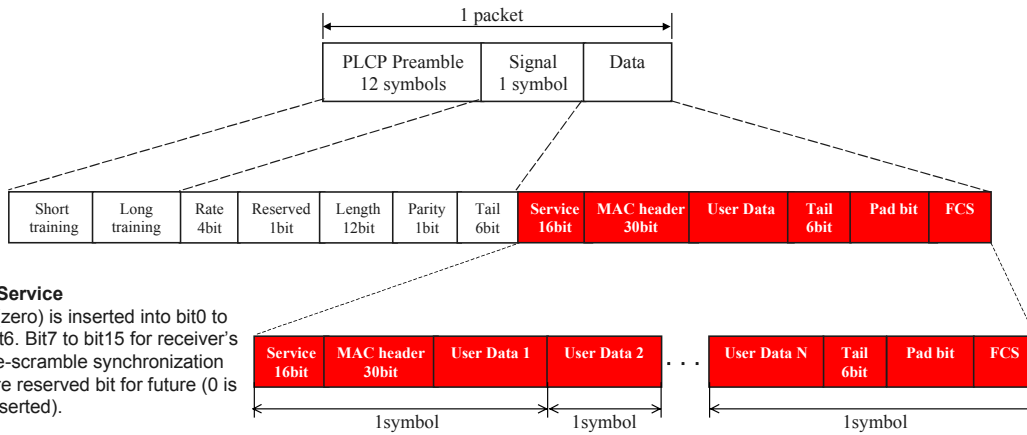 1 packet
PLCP Preamble
12 symbols
Signal
1 symbol
Data
Short
training
Long
training
Rate
4bit
Reserved
1bit
Length
12bit
Parity
1bit
Tail
6bit
Service
16bit
MAC header
30bit
User Data
Tail
6bit
Pad bit
FCS
Service
zero) is inserted into bit0 to
t6. Bit7 to bit15 for receiver's
e-scramble synchronization
re reserved bit for future (0 is
serted).
Service
16bit
MAC header
30bit
User Data 1
User Data 2
. . .
User Data N
Tail
6bit
Pad bit
FCS
1symbol
1symbol
1symbol